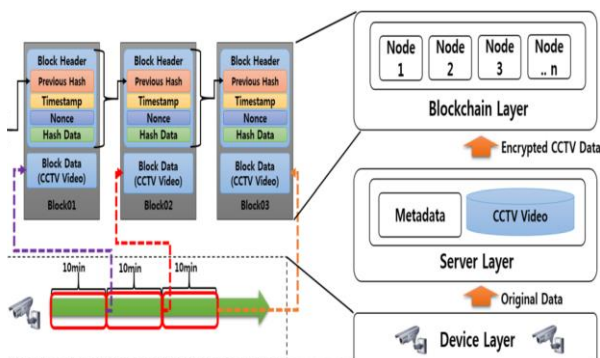 Block Header
Previous Hash
Timestamp
Nonce
Hash Data
Block Data
(CCTV Video)
Block01
Block Header
Previous Hash
Timestamp
Nonce
Hash Data
Block Data
(CCTV Video)
Block02
Block Header
Previous Hash
Timestamp
Nonce
Hash Data
Block Data
(CCTV Video)
Block03
10min
10min
10min
Node
1
Node
2
Node
3
Node
.. n
Blockchain Layer
Encrypted CCTV Data
Metadata
CCTV Video
Server Layer
Original Data
Device Layer